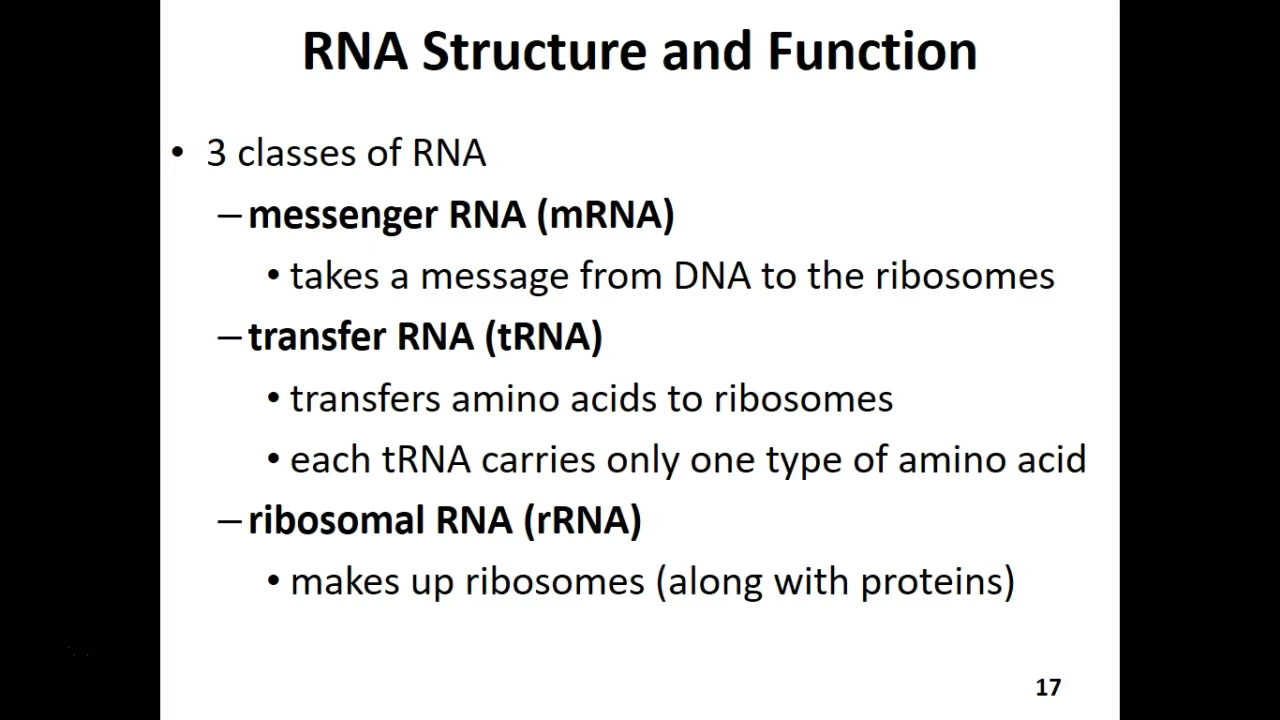 RNA Structure and Function
• 3 classes of RNA
– messenger RNA (mRNA)
• takes a message from DNA to the ribosomes
– transfer RNA (tRNA)
• transfers amino acids to ribosomes
• each tRNA carries only one type of amino acid
– ribosomal RNA (rRNA)
• makes up ribosomes (along with proteins)
17